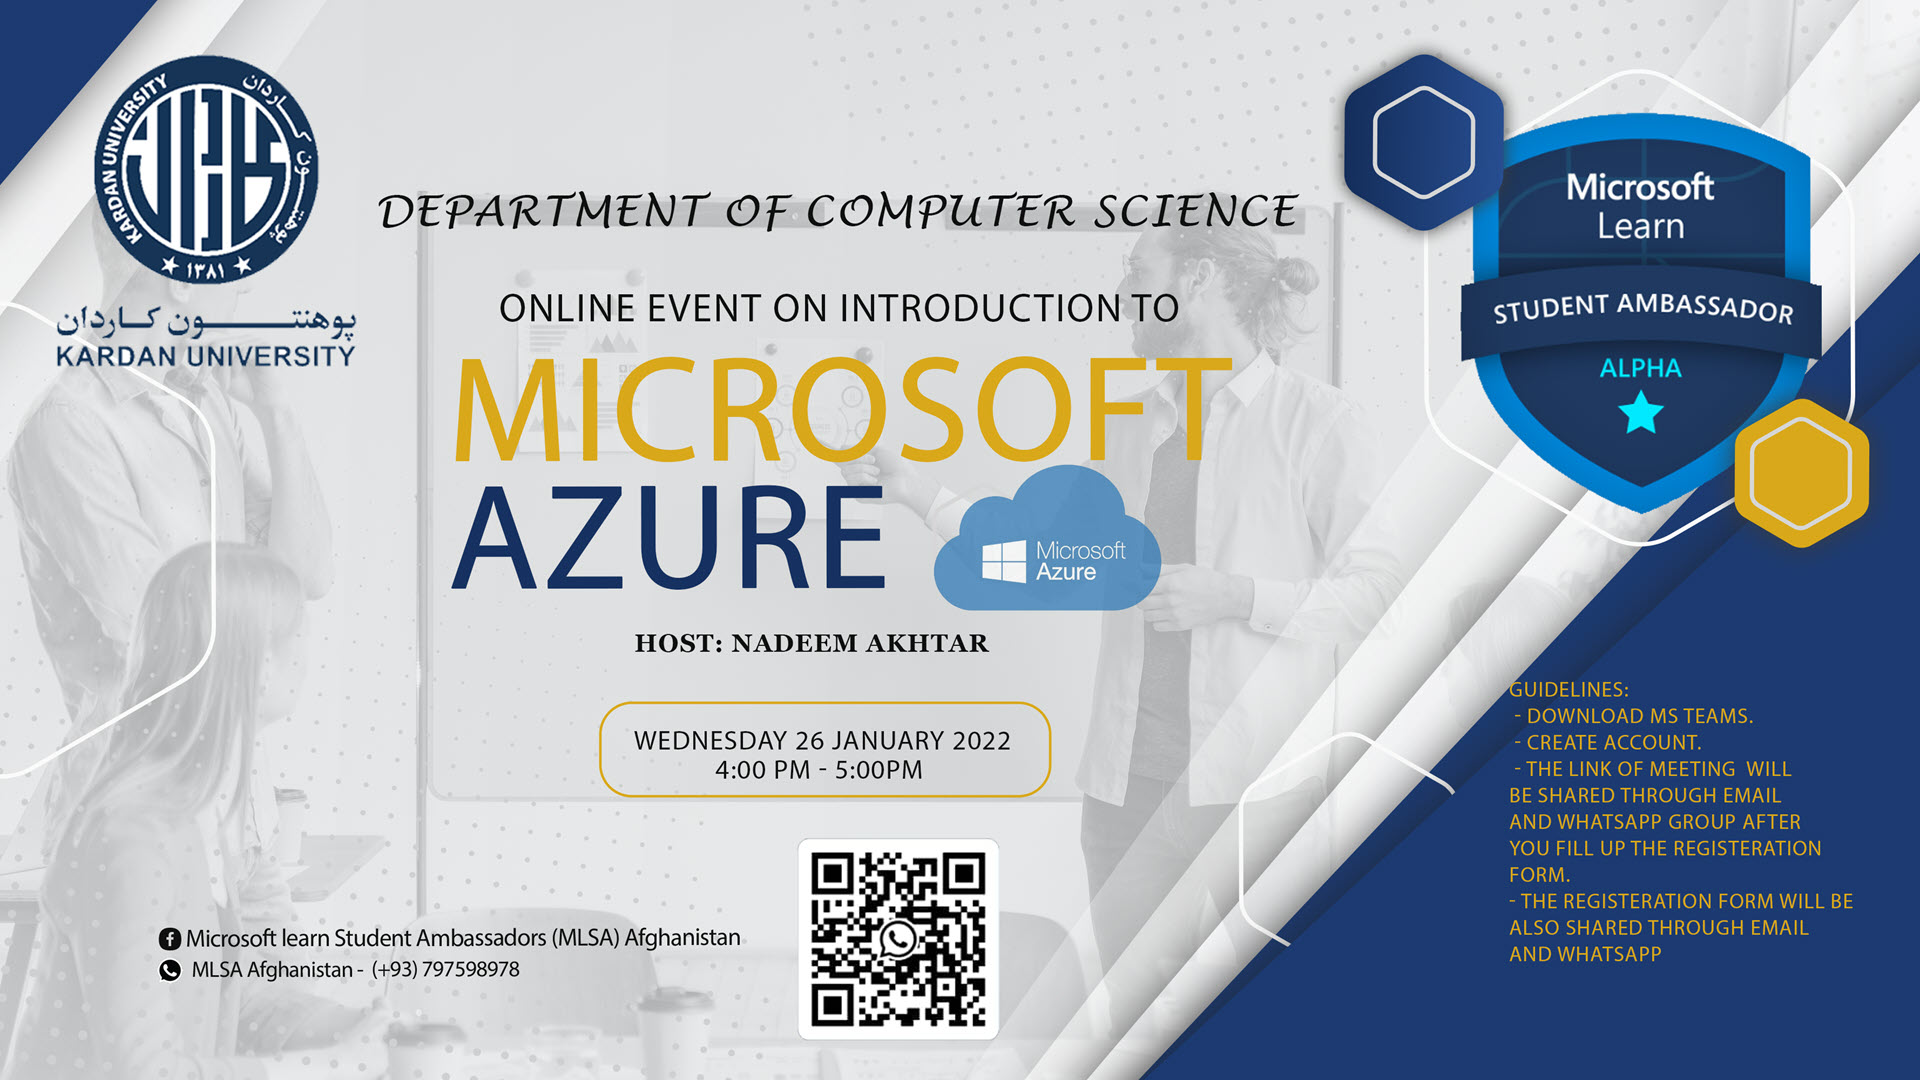 KARDAN UNIVERSITY
پوهنتـــون کـــاردان
۱۳۸۱
پوهنتـــــــــون کـــاردان
KARDAN UNIVERSITY
DEPARTMENT OF COMPUTER SCIENCE
ONLINE EVENT ON INTRODUCTION TO
MICROSOFT
AZURE
Microsoft
Azure
HOST: NADEEM AKHTAR
WEDNESDAY 26 JANUARY 2022
4:00 PM - 5:00PM
Microsoft learn Student Ambassadors (MLSA) Afghanistan
MLSA Afghanistan - (+93) 797598978
Microsoft
Learn
STUDENT AMBASSADOR
ALPHA
GUIDELINES:
- DOWNLOAD MS TEAMS.
- CREATE ACCOUNT.
- THE LINK OF MEETING WILL
BE SHARED THROUGH EMAIL
AND WHATSAPP GROUP AFTER
YOU FILL UP THE REGISTERATION
FORM.
- THE REGISTERATION FORM WILL BE
ALSO SHARED THROUGH EMAIL
AND WHATSAPP